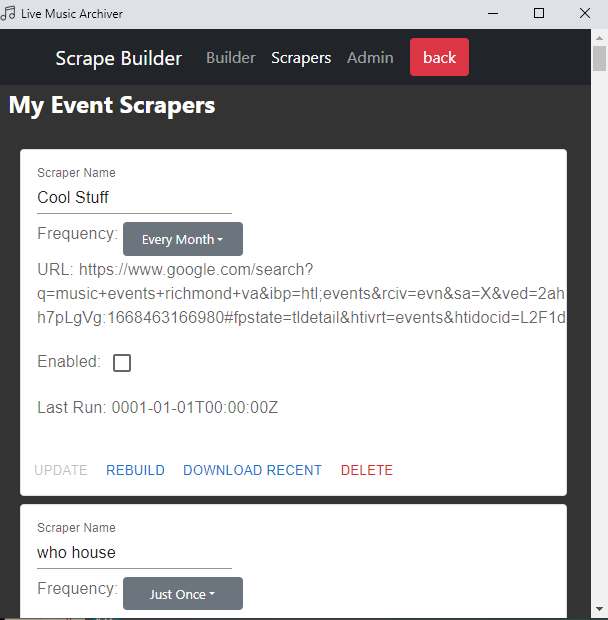 Live Music Archiver
Scrape Builder Builder Scrapers Admin back
My Event Scrapers
Scraper Name
Cool Stuff
Frequency: Every Month
URL: https://www.google.com/search?
q=music+events+richmond+va&ibp=htl;events&rciv=evn&sa=X&ved=2ah
h7pLgVg:1668463166980#fpstate=tldetail&htivrt=events&htidocid=L2F1d
Enabled:
Last Run: 0001-01-01T00:00:00Z
UPDATE REBUILD DOWNLOAD RECENT DELETE
Scraper Name
who house
Frequency: Just Once